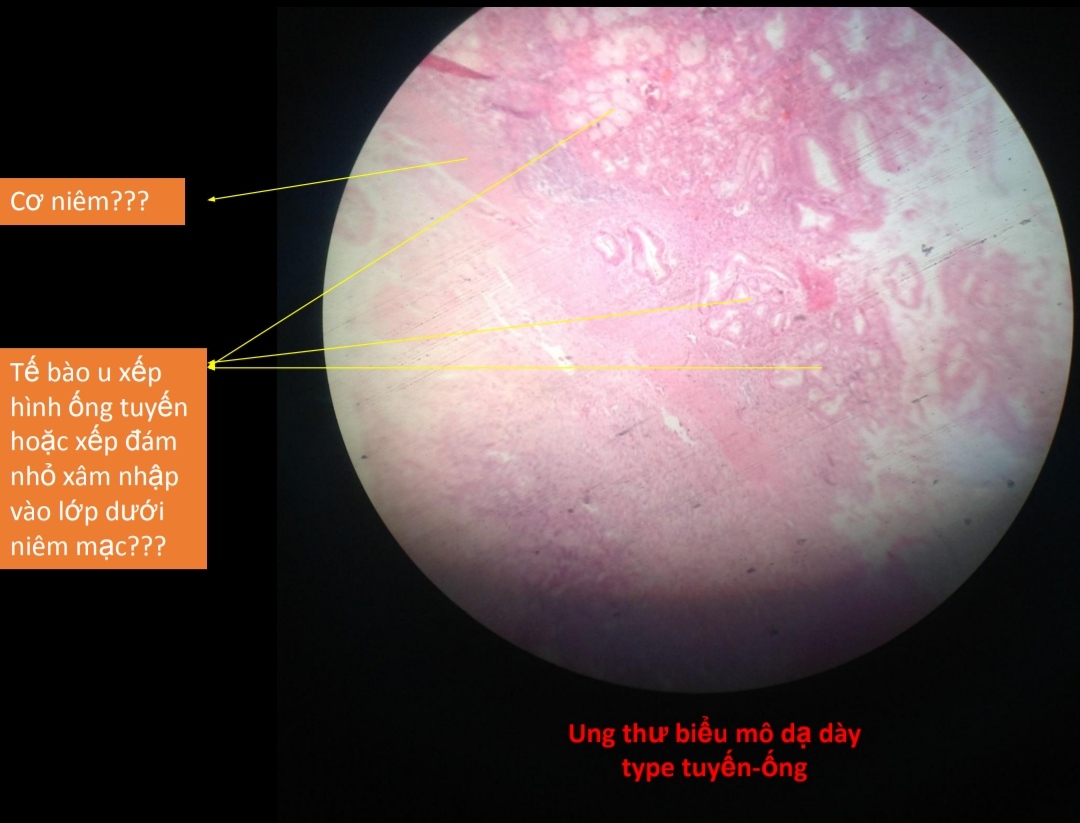 Cơ niêm???
Tế bào u xếp
hình ống tuyến
hoặc xếp đám
nhỏ xâm nhập
vào lớp dưới
niêm mạc???
Ung thư biểu mô dạ dày
type tuyến-ống